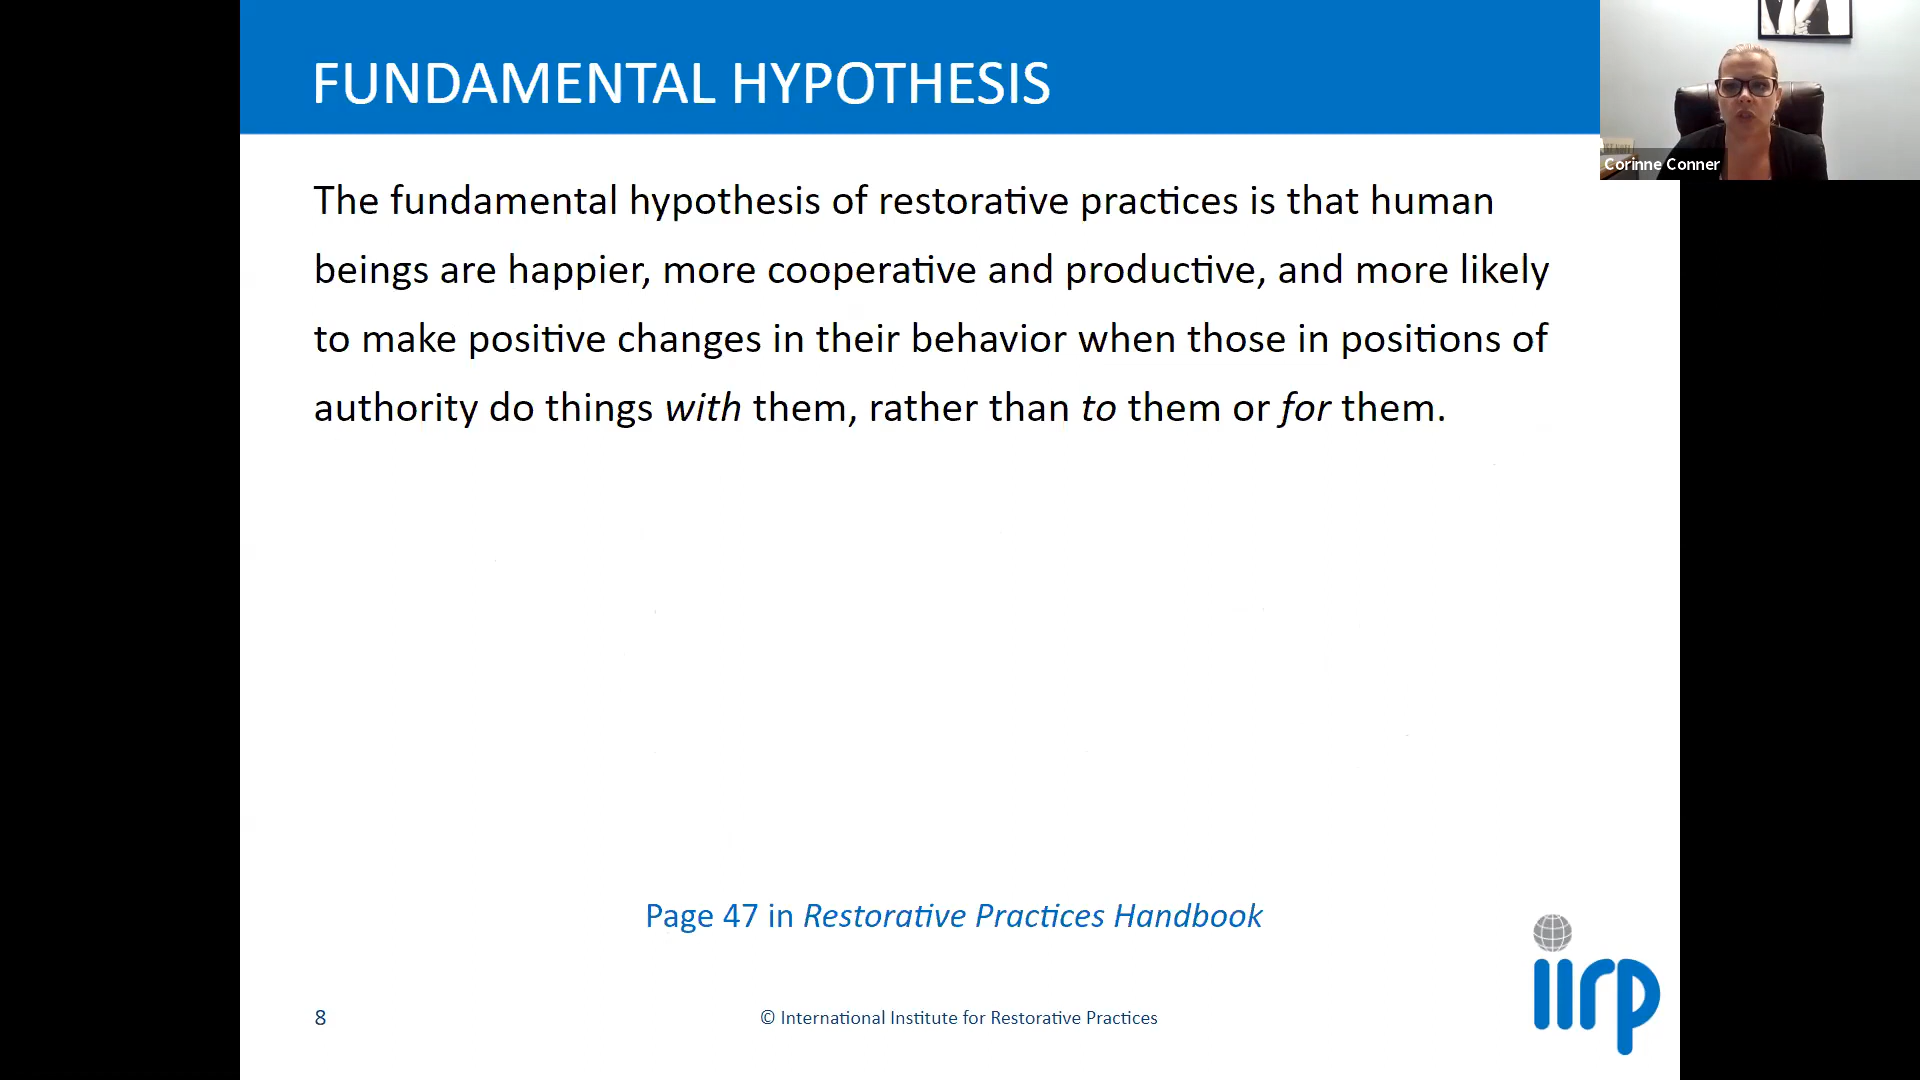 FUNDAMENTAL HYPOTHESIS
Corinne Conner
The fundamental hypothesis of restorative practices is that human
beings are happier, more cooperative and productive, and more likely
to make positive changes in their behavior when those in positions of
authority do things with them, rather than to them or for them.
Page 47 in Restorative Practices Handbook
iirp
8
© International Institute for Restorative Practices